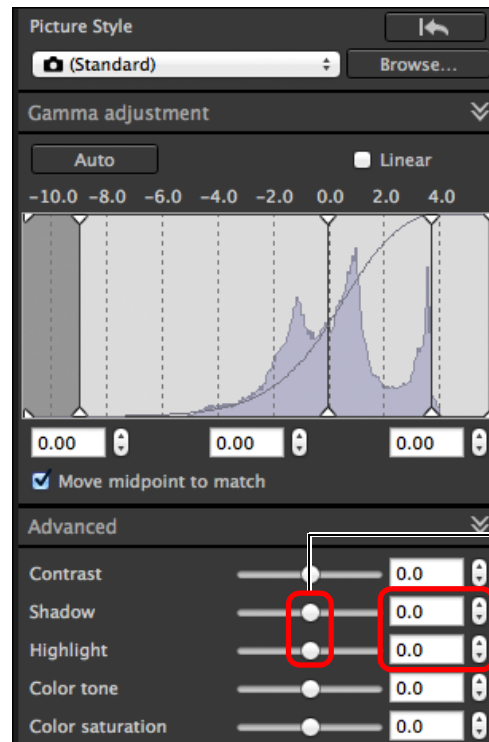 Picture Style
(Standard) Browse...
Gamma adjustment
Auto Linear
-10.0 -8.0 -6.0 -4.0 -2.0 0.0 2.0 4.0
0.00 0.00 0.00
Move midpoint to match
Advanced
Contrast 0.0
Shadow 0.0
Highlight 0.0
Color tone 0.0
Color saturation 0.0